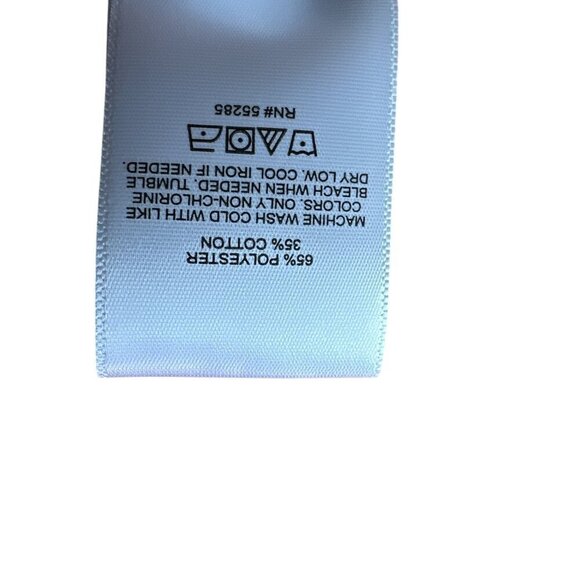 65% POLYESTER
35% COTTON
MACHINE WASH COLD WITH LIKE
COLORS. ONLY NON-CHLORINE
BLEACH WHEN NEEDED. TUMBLE
DRY LOW. COOL IRON IF NEEDED.
RN# 55285